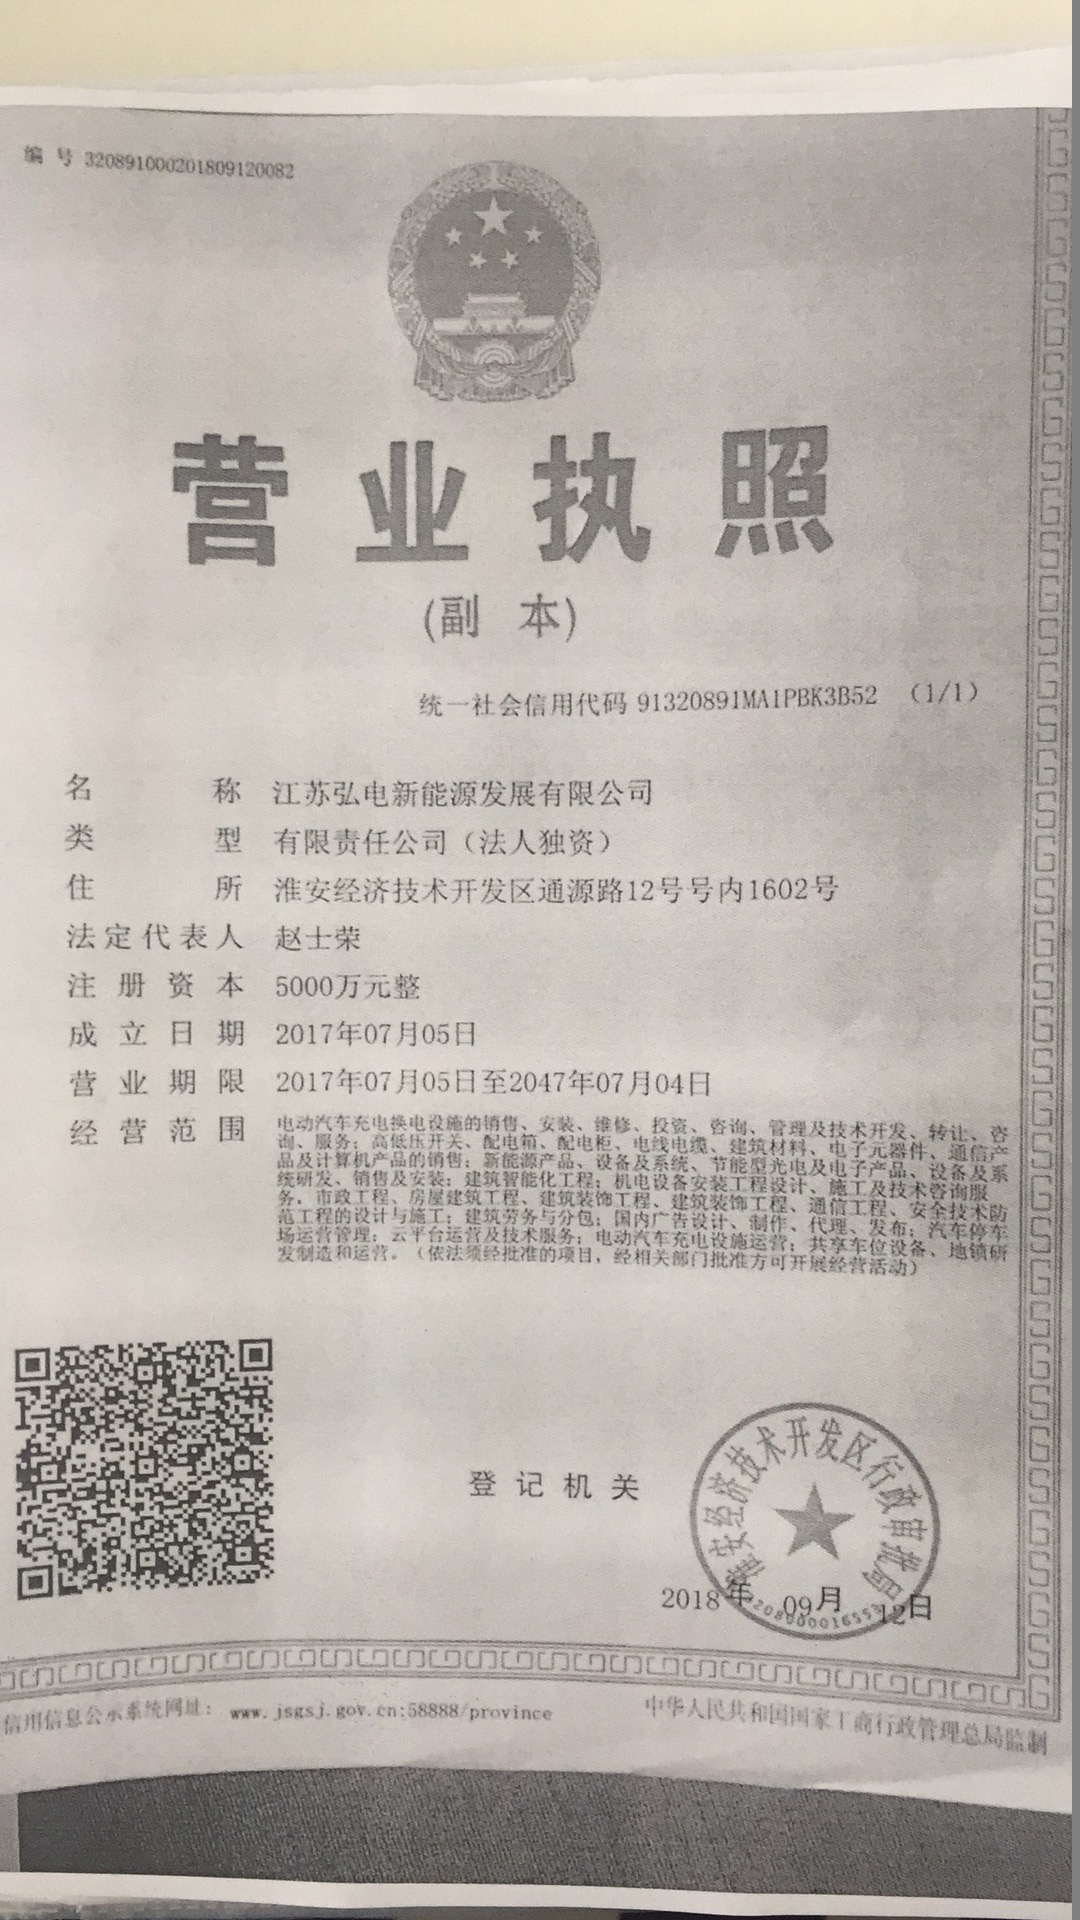 编 号 320891000201809120082
营业执照
(副 本)
统一社会信用代码 91320891MA1PBK3B52 （1/1）
名 称 江苏弘电新能源发展有限公司
类 型 有限责任公司（法人独资）
住 所 淮安经济技术开发区通源路12号号内1602号
法定代表人 赵士荣
注 册 资 本 5000万元整
成 立 日 期 2017年07月05日
营 业 期 限 2017年07月05日至2047年07月04日
经 营 范 围 电动汽车充电换电设施的销售、安装、维修、投资、咨询、管理及技术开发、转让、咨
询、服务；高低压开关、配电箱、配电柜、电线电缆、建筑材料、电子元器件、通信产
品及计算机产品的销售；新能源产品、设备及系统、节能型光电及电子产品、设备及系
统研发、销售及安装；建筑智能化工程；机电设备安装工程设计、施工及技术咨询服
务。市政工程、房屋建筑工程、建筑装饰工程、建筑装饰工程、通信工程、安全技术防
范工程的设计与施工；建筑劳务与分包；国内广告设计、制作、代理、发布；汽车停车
场运营管理；云平台运营及技术服务；电动汽车充电设施运营；共享车位设备、地锁研
发制造和运营。（依法须经批准的项目，经相关部门批准方可开展经营活动）
登 记 机 关
淮安经济技术开发区行政审批局
2018 年 09月 12日
信用信息公示系统网址： www.jsgsj.gov.cn:58888/province
中华人民共和国国家工商行政管理总局监制